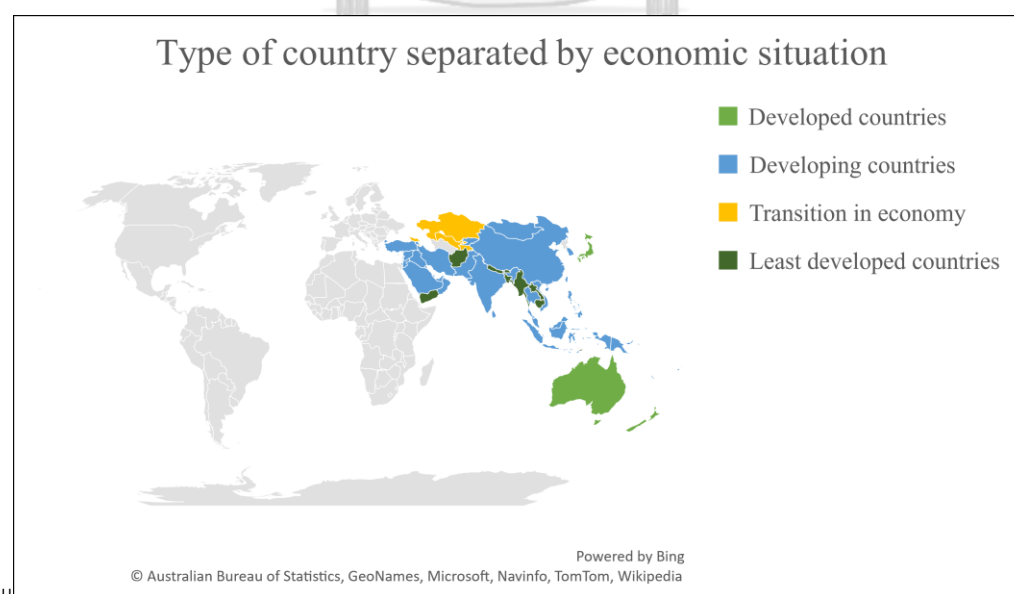 Type of country separated by economic situation
Developed countries
Developing countries
Transition in economy
Least developed countries
Powered by Bing
© Australian Bureau of Statistics, GeoNames, Microsoft, Navinfo, TomTom, Wikipedia